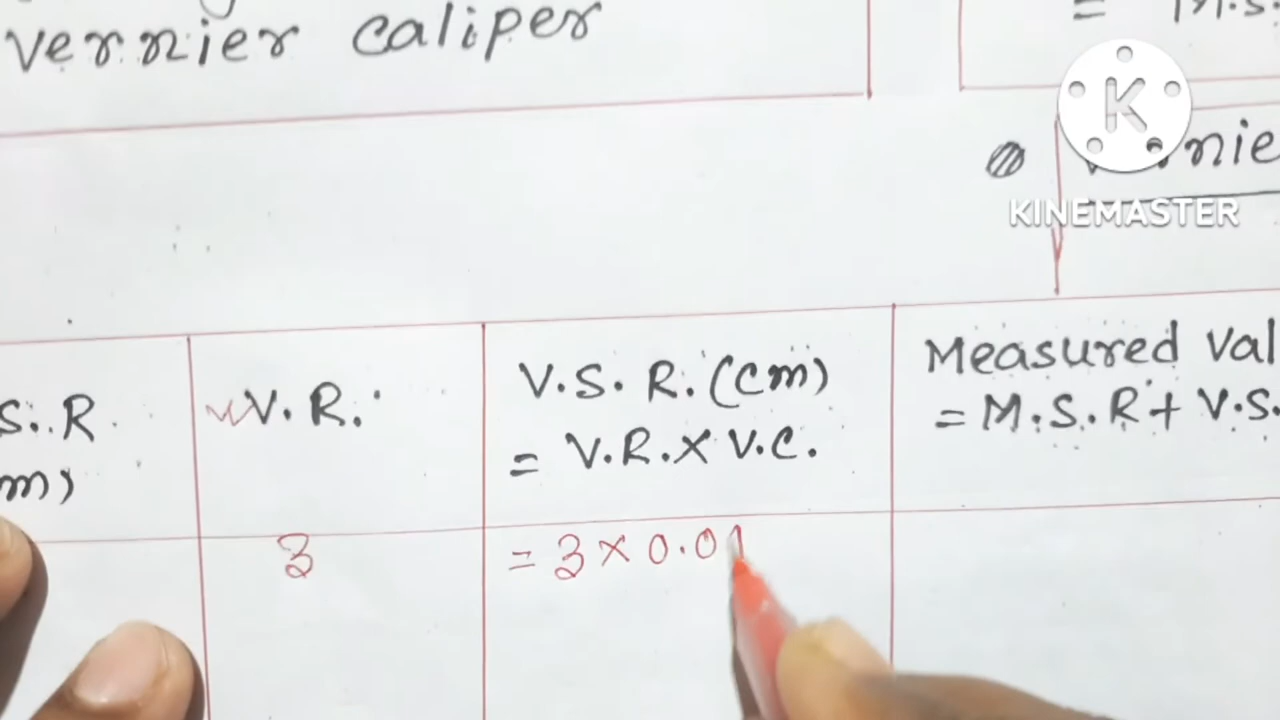 vernier caliper
= M.S.
KINEMASTER
S.R
m)
V.R.
V.S.R.(cm)
= V.R.X V.C.
Measured Val
= M.S.R + V.S.
3
= 3 × 0.01